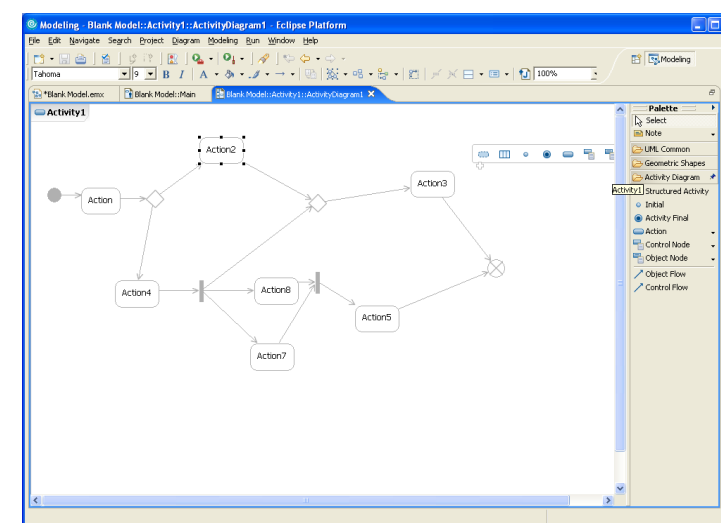 Modeling - Blank Model::Activity1::ActivityDiagram1 - Eclipse Platform
File Edit Navigate Search Project Diagram Modeling Run Window Help
Modeling
Tahoma 9 B I A 100%
*Blank Model.emx Blank Model::Main Blank Model::Activity1::ActivityDiagram1
Activity1
Palette
Select
Note
UML Common
Geometric Shapes
Activity Diagram
Activity1 Structured Activity
Initial
Activity Final
Action
Control Node
Object Node
Object Flow
Control Flow
Action2
Action3
Action
Action4
Action8
Action5
Action7